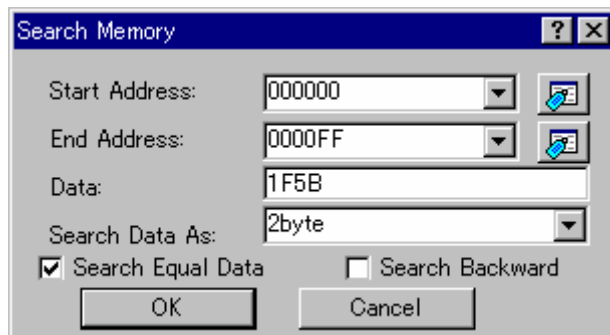 Search Memory
Start Address: 000000
End Address: 0000FF
Data: 1F5B
Search Data As: 2byte
Search Equal Data Search Backward
OK Cancel